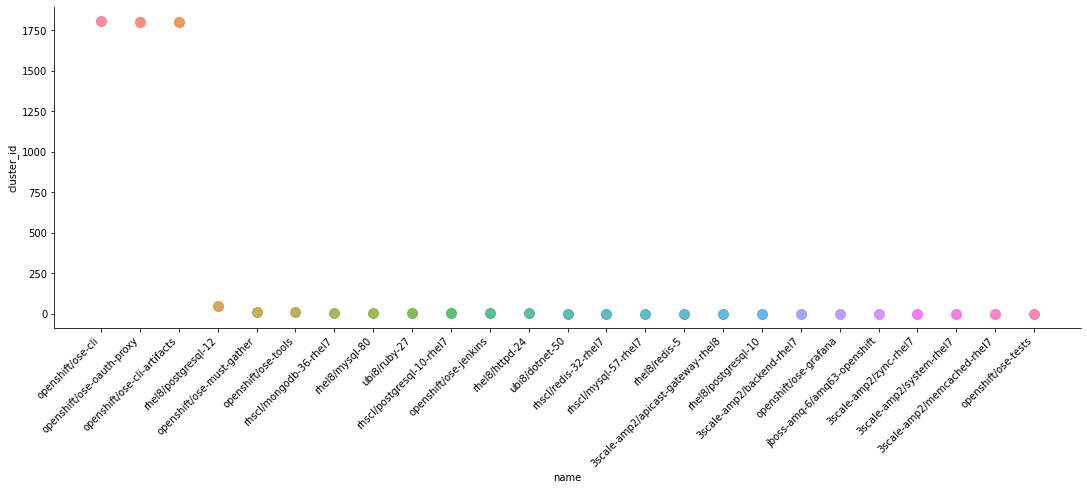 1750
1500
1250
1000
750
500
250
0
cluster_id
openshift/ose-cli
openshift/ose-oauth-proxy
openshift/ose-cli-artifacts
rhel8/postgresql-12
openshift/ose-must-gather
openshift/ose-tools
rhscl/mongodb-36-rhel7
rhel8/mysql-80
ubi8/ruby-27
rhscl/postgresql-10-rhel7
openshift/ose-jenkins
rhel8/httpd-24
ubi8/dotnet-50
rhscl/redis-32-rhel7
rhscl/mysql-57-rhel7
rhel8/redis-5
3scale-amp2/apicast-gateway-rhel8
rhel8/postgresql-10
3scale-amp2/backend-rhel7
openshift/ose-grafana
jboss-amq-6/amq63-openshift
3scale-amp2/zync-rhel7
3scale-amp2/system-rhel7
3scale-amp2/memcached-rhel7
openshift/ose-tests
name